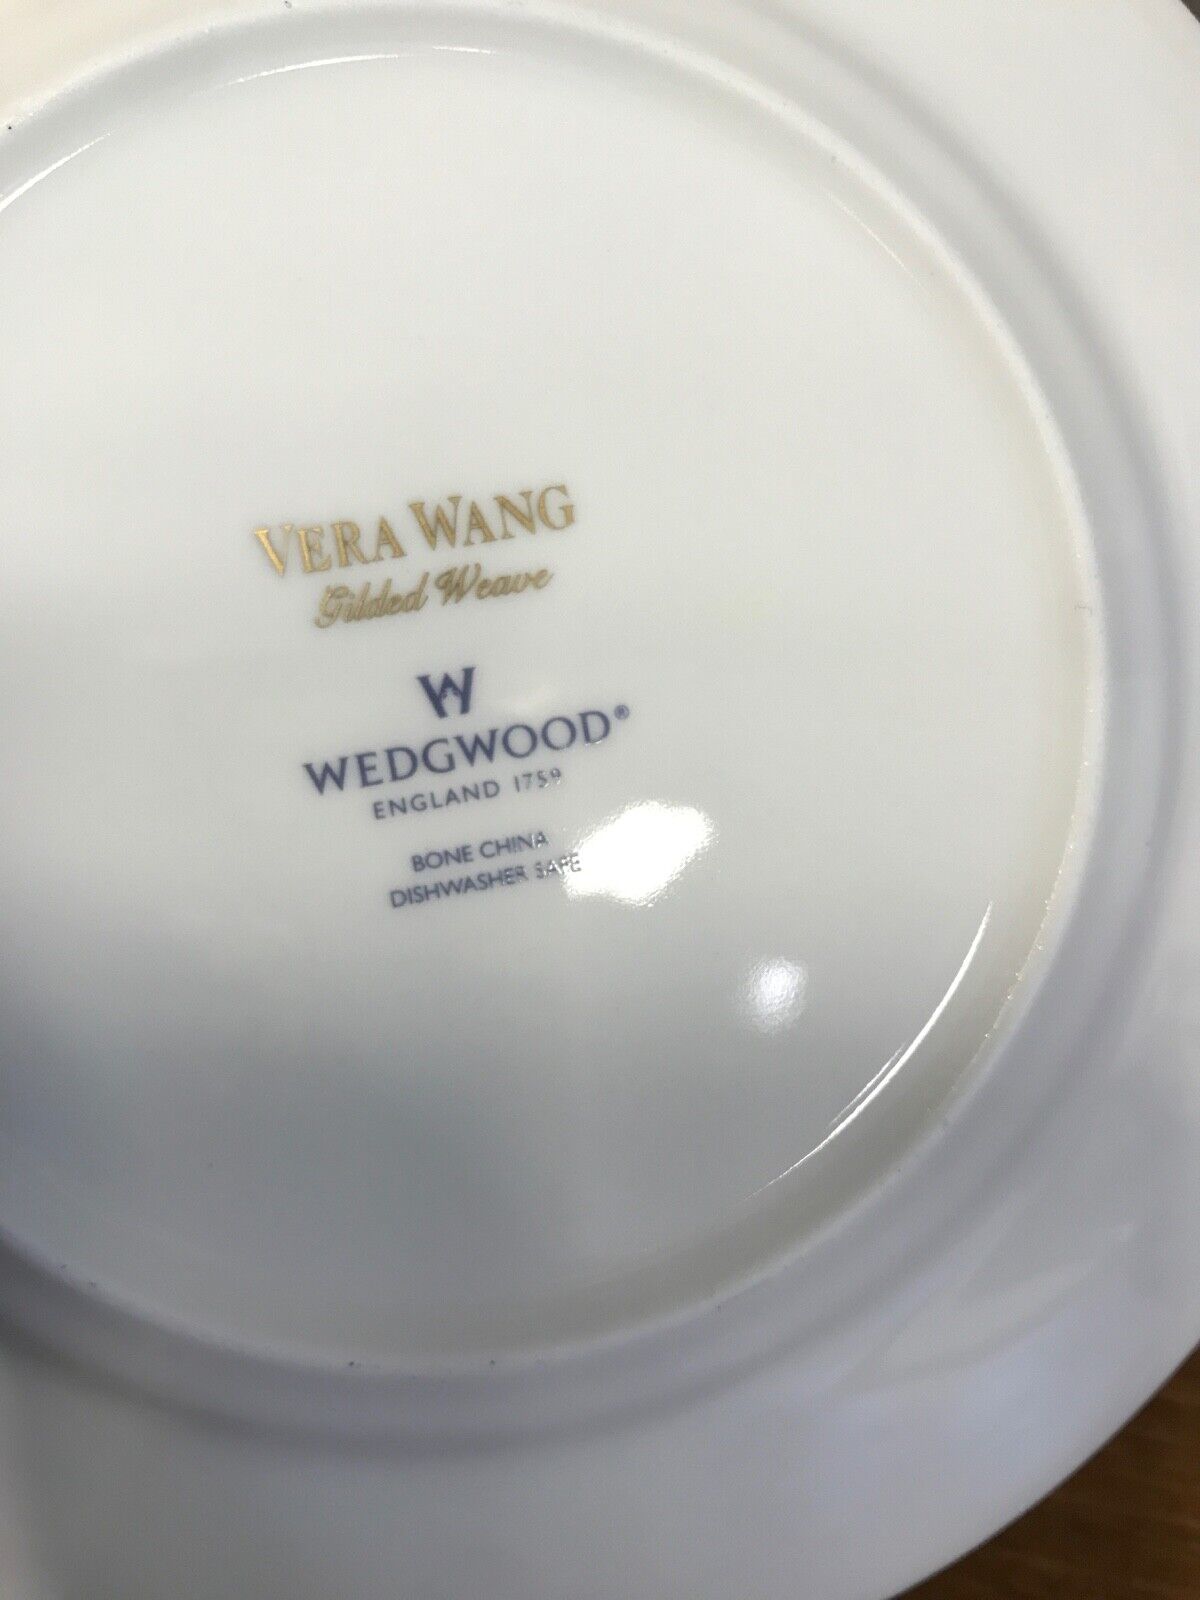 VERA WANG
Gilded Weave
W
WEDGWOOD®
ENGLAND 1759
BONE CHINA
DISHWASHER SAFE